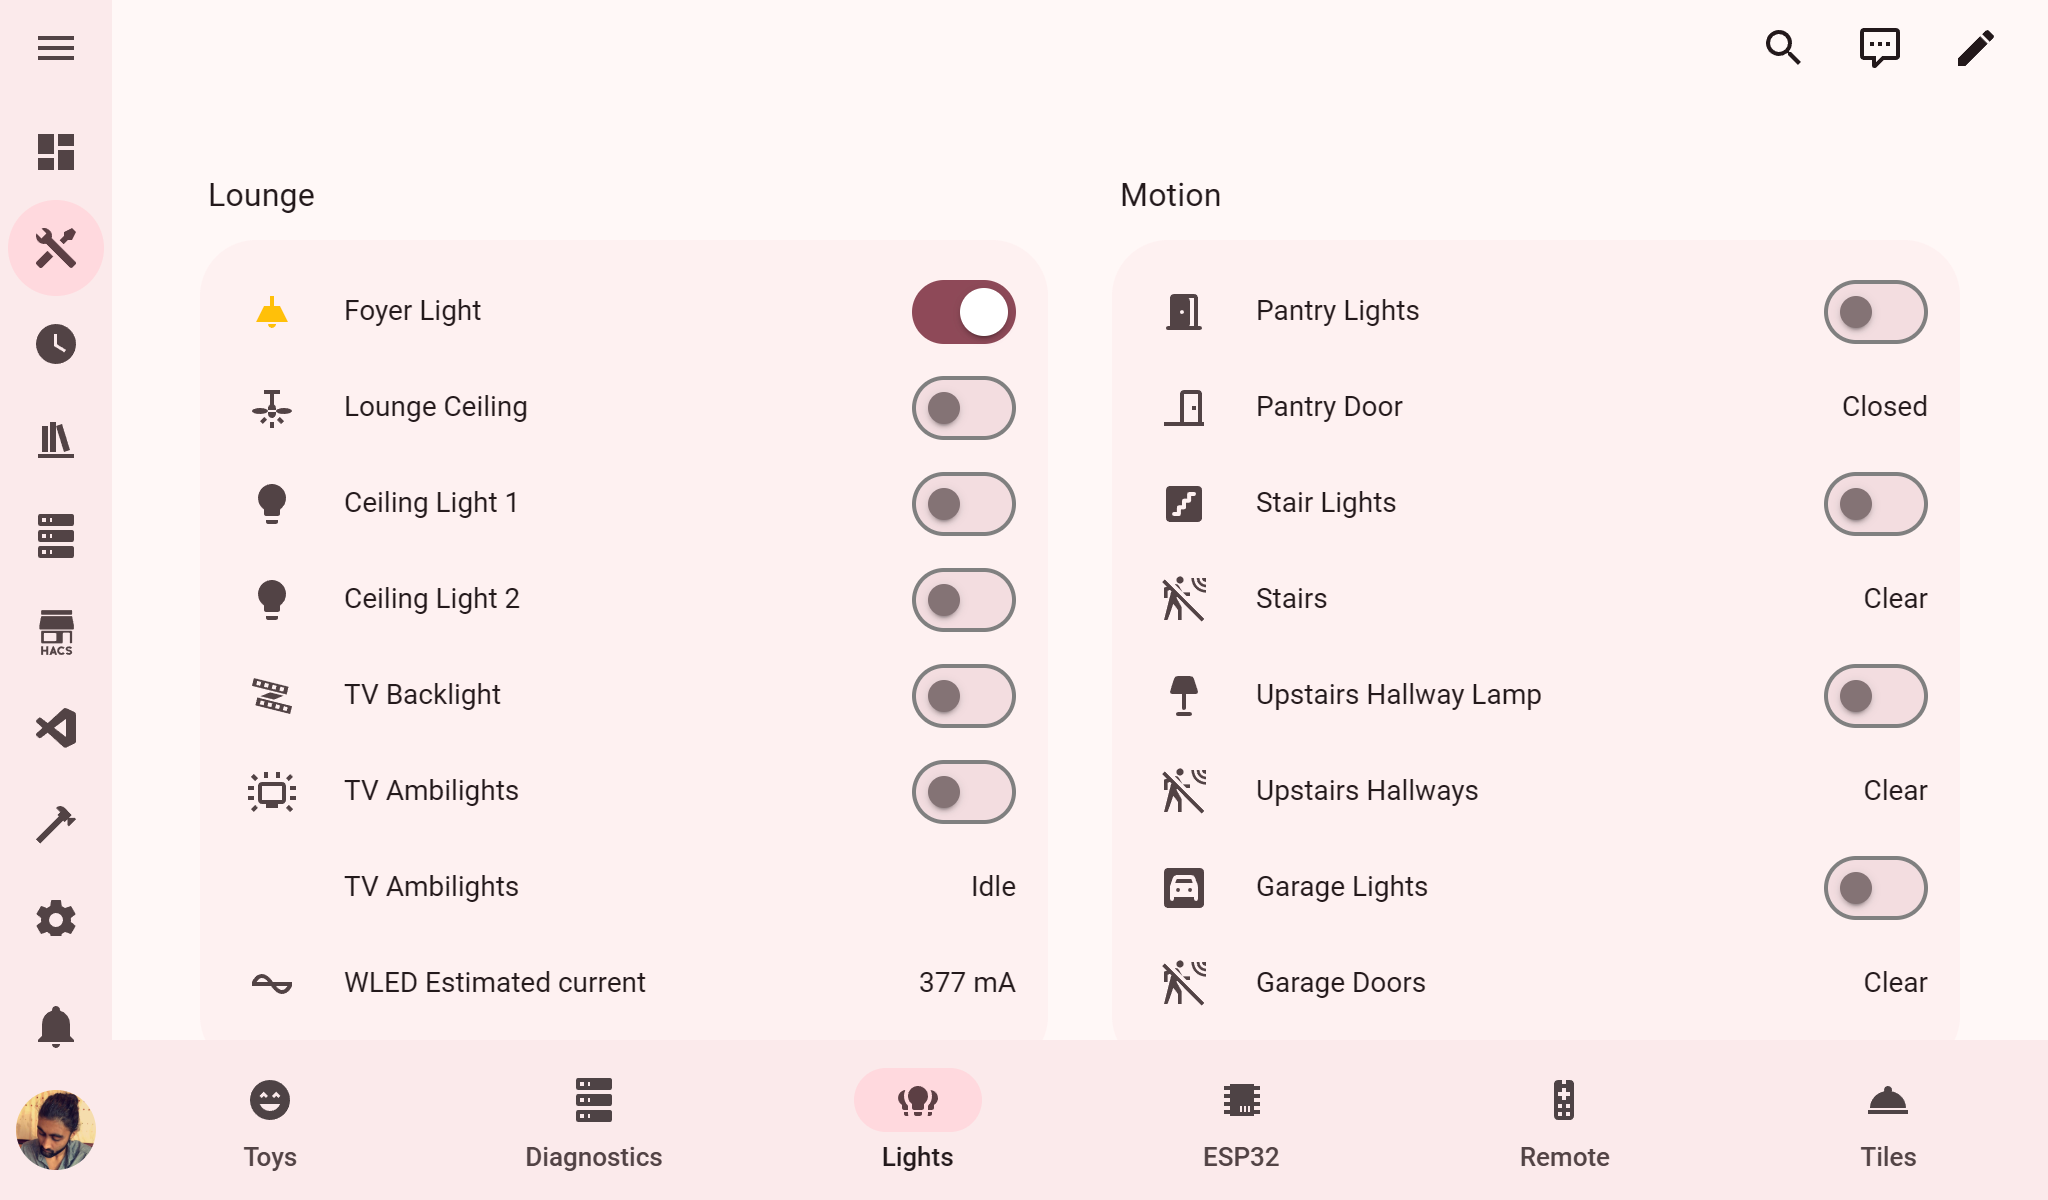 Lounge
Foyer Light
Lounge Ceiling
Ceiling Light 1
Ceiling Light 2
TV Backlight
TV Ambilights
TV Ambilights Idle
WLED Estimated current 377 mA
Motion
Pantry Lights
Pantry Door Closed
Stair Lights
Stairs Clear
Upstairs Hallway Lamp
Upstairs Hallways Clear
Garage Lights
Garage Doors Clear
HACS
Toys
Diagnostics
Lights
ESP32
Remote
Tiles